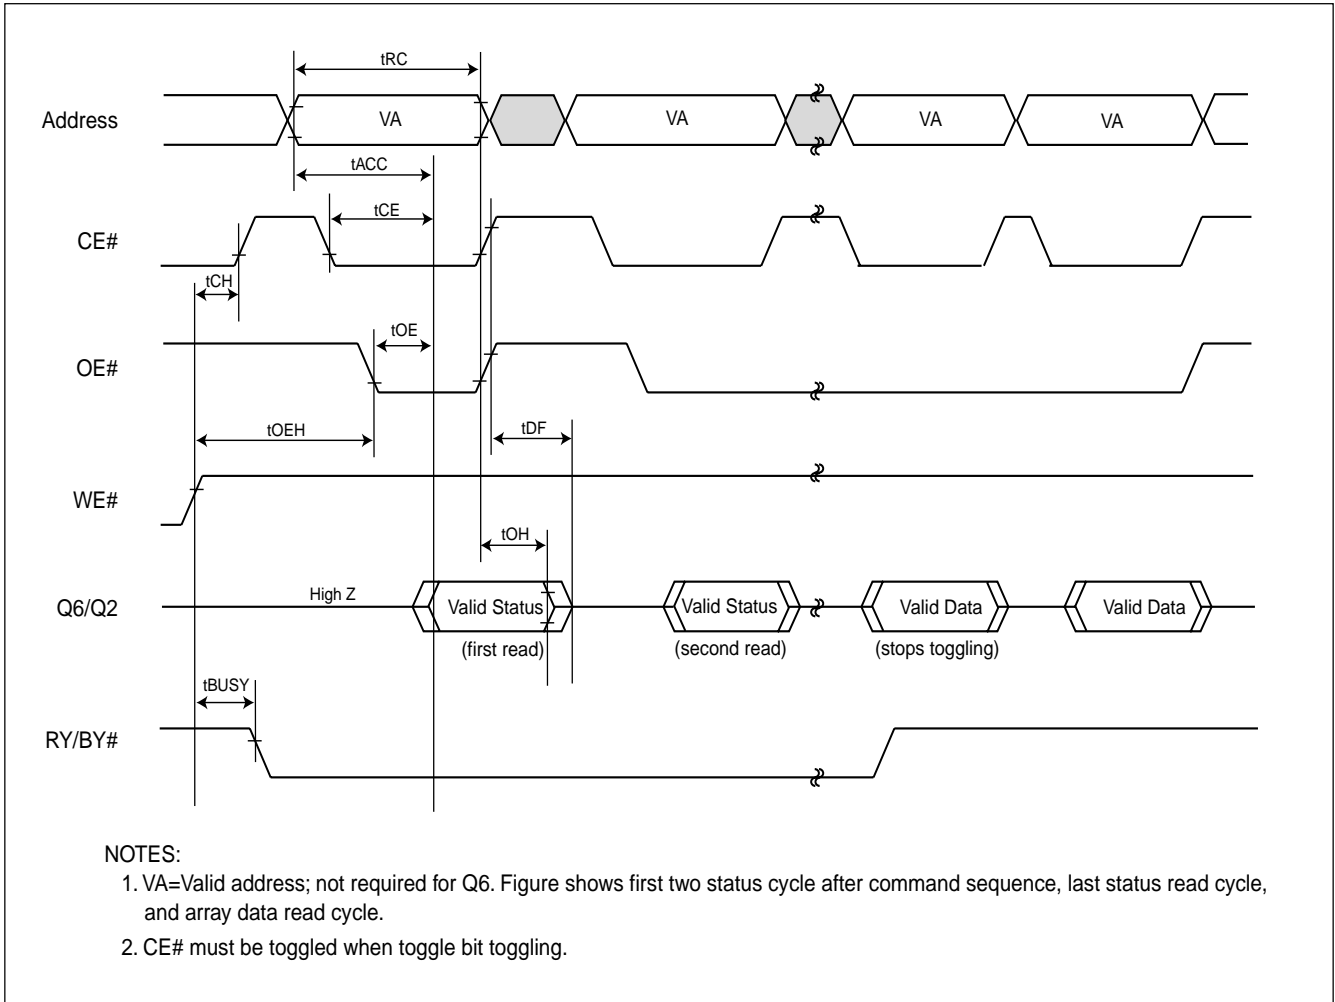 tRC
Address
VA
VA
VA
VA
tACC
tCE
CE#
tCH
tOE
OE#
tOEH
tDF
WE#
tOH
Q6/Q2
High Z
Valid Status
Valid Status
Valid Data
Valid Data
(first read)
(second read)
(stops toggling)
tBUSY
RY/BY#
NOTES:
1. VA=Valid address; not required for Q6. Figure shows first two status cycle after command sequence, last status read cycle,
and array data read cycle.
2. CE# must be toggled when toggle bit toggling.